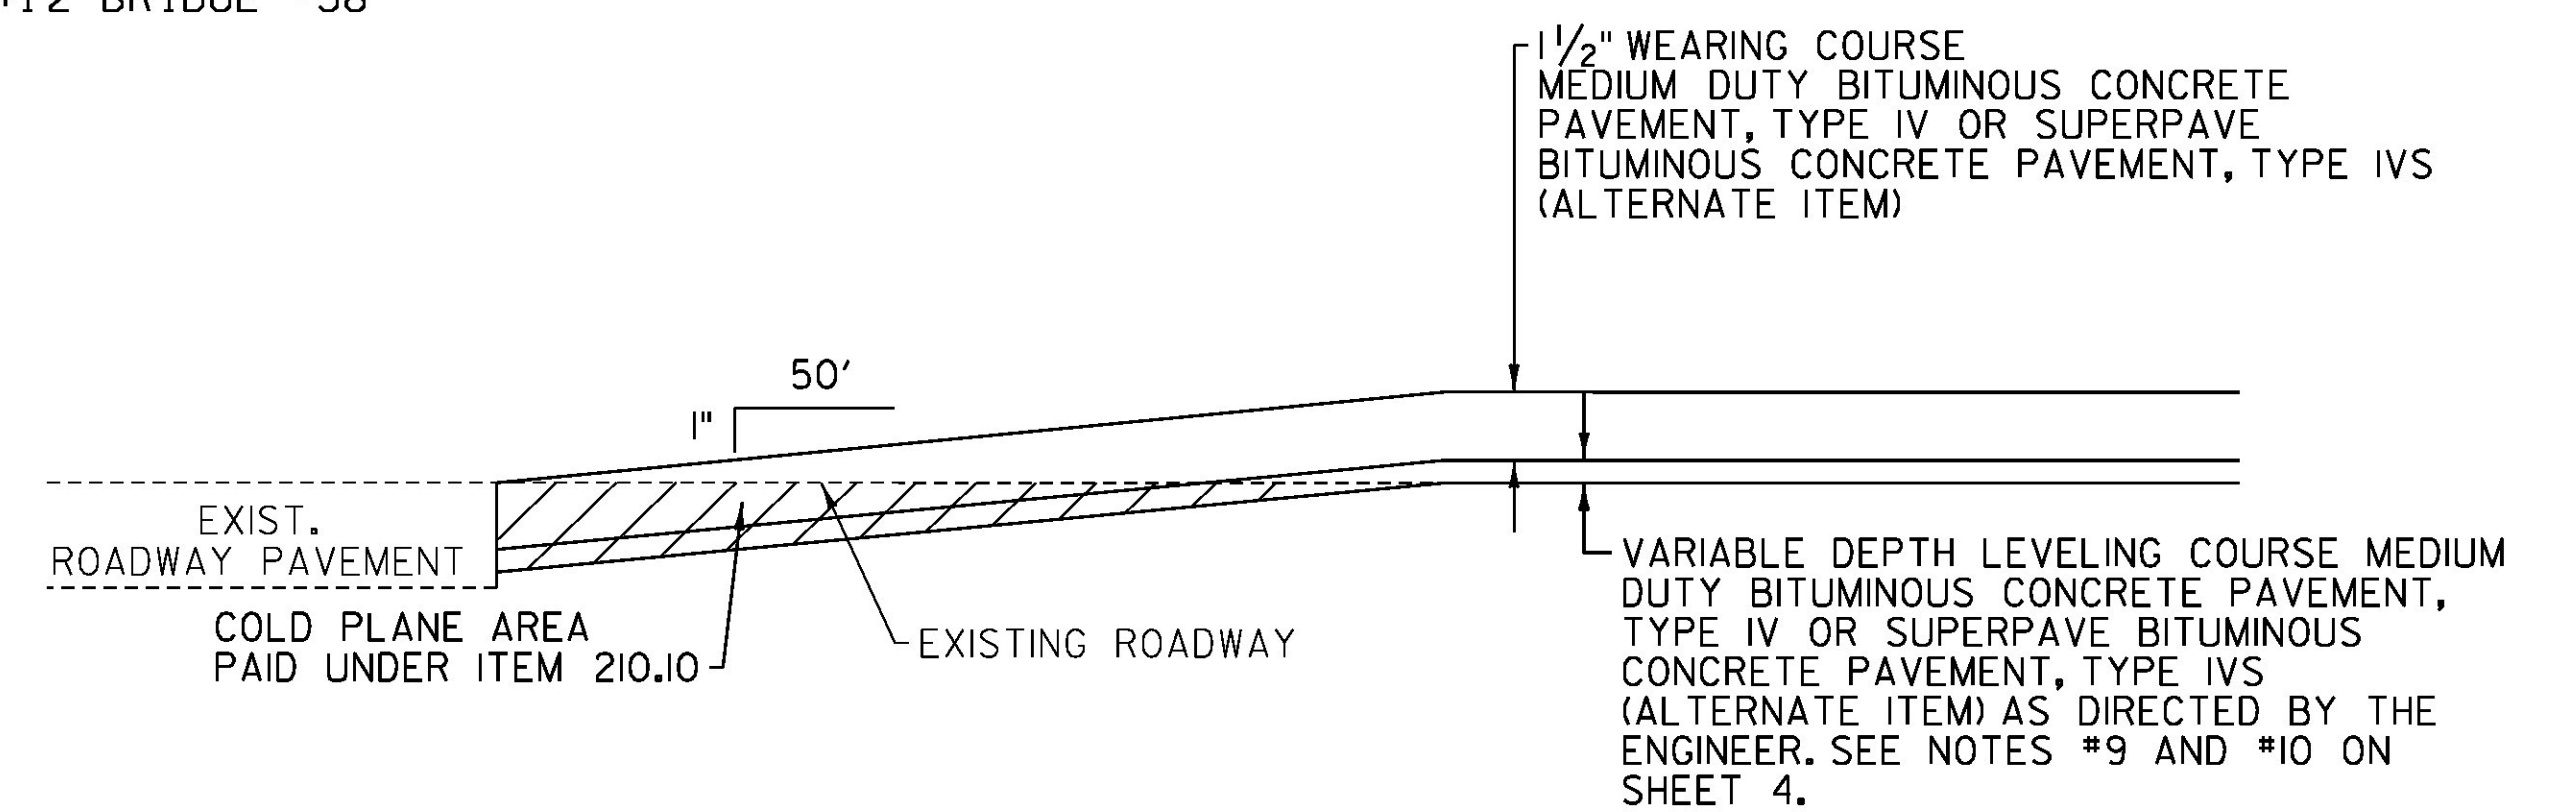 BRIDGE
1 1/2" WEARING COURSE
MEDIUM DUTY BITUMINOUS CONCRETE
PAVEMENT, TYPE IV OR SUPERPAVE
BITUMINOUS CONCRETE PAVEMENT, TYPE IVS
(ALTERNATE ITEM)
50'
1"
EXIST.
ROADWAY PAVEMENT
COLD PLANE AREA
PAID UNDER ITEM 210.10
EXISTING ROADWAY
VARIABLE DEPTH LEVELING COURSE MEDIUM
DUTY BITUMINOUS CONCRETE PAVEMENT,
TYPE IV OR SUPERPAVE BITUMINOUS
CONCRETE PAVEMENT, TYPE IVS
(ALTERNATE ITEM) AS DIRECTED BY THE
ENGINEER. SEE NOTES #9 AND #10 ON
SHEET 4.